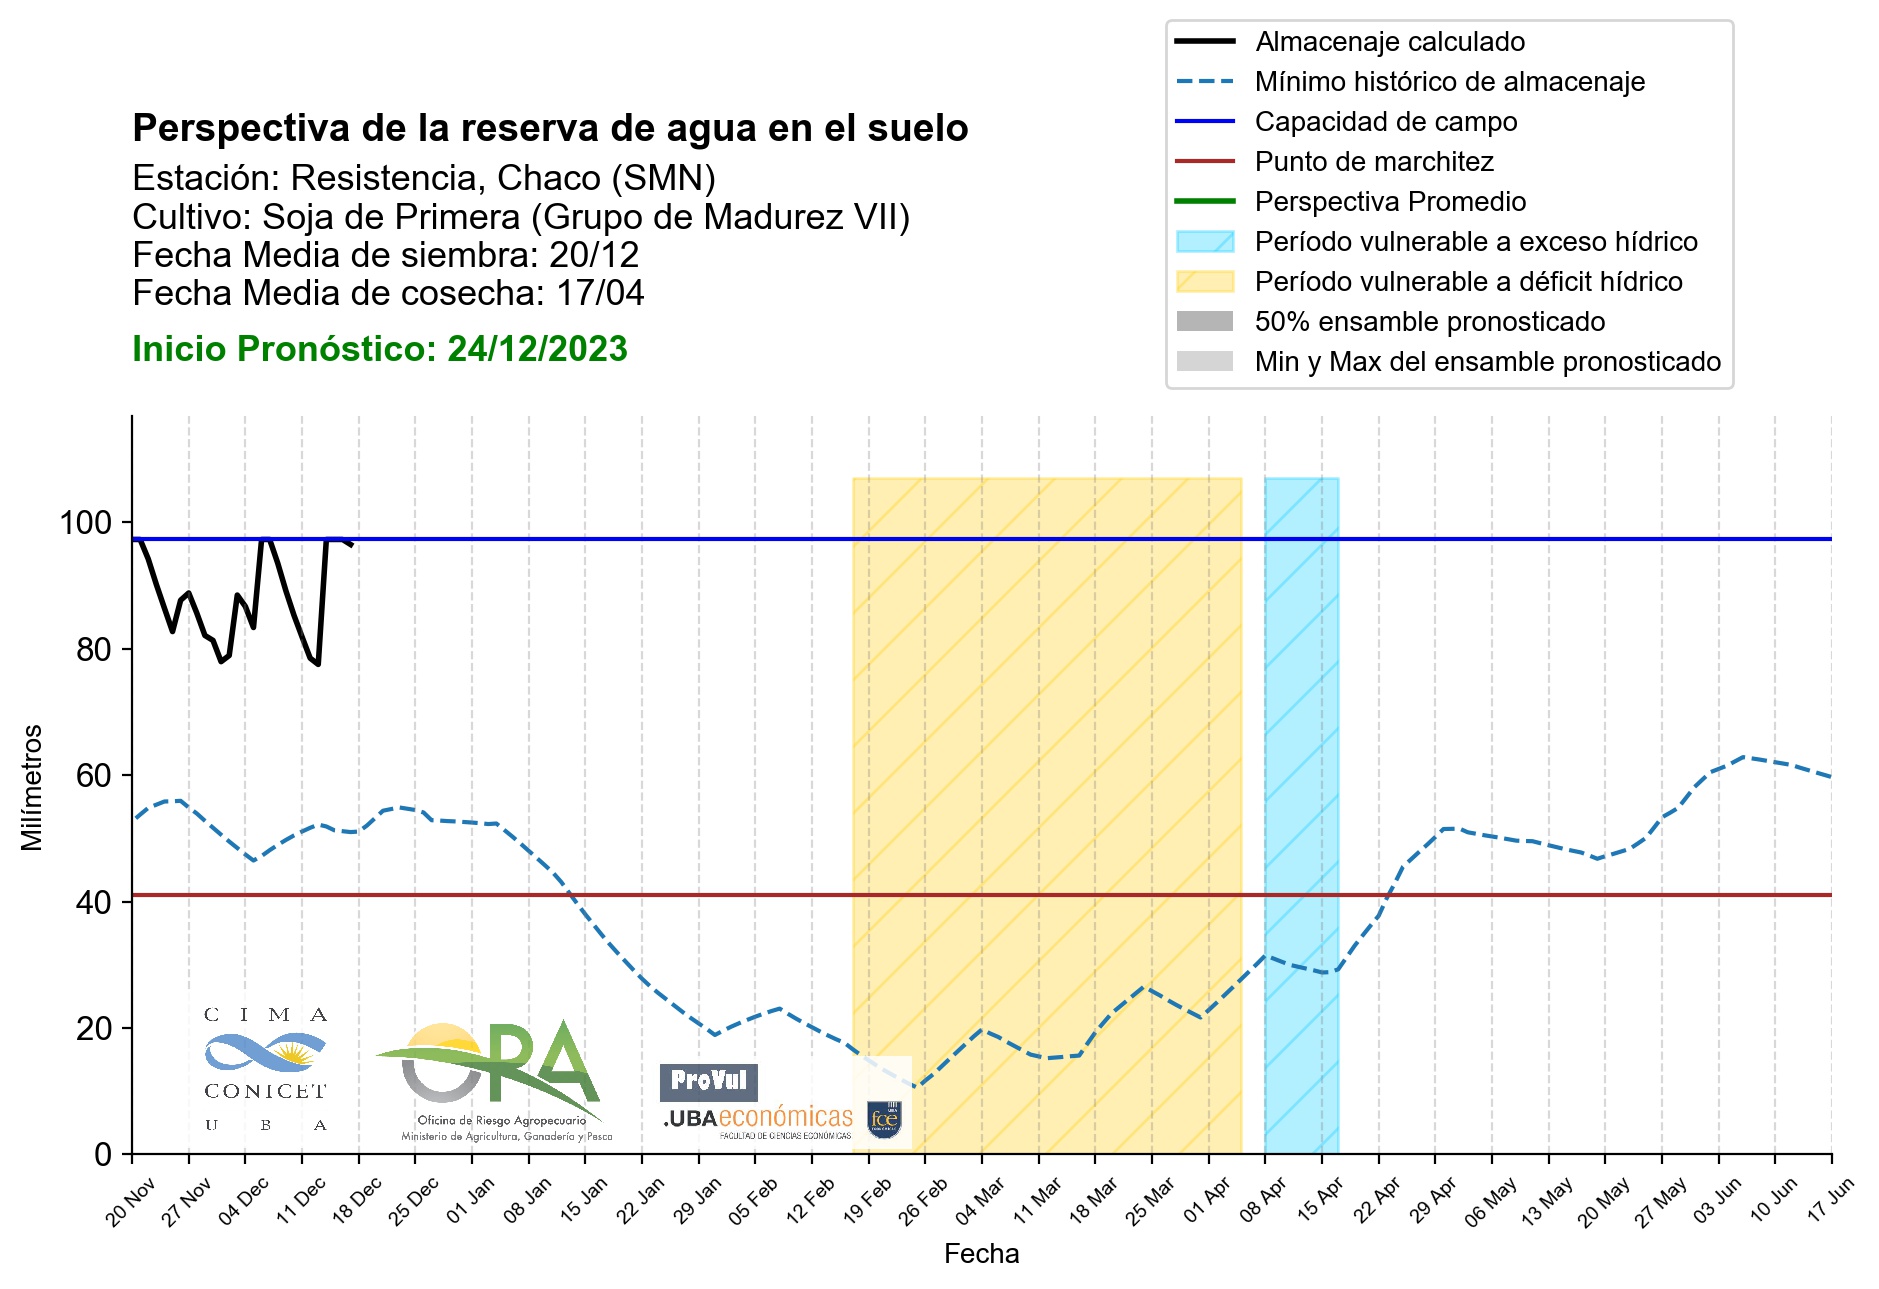 Almacenaje calculado
Mínimo histórico de almacenaje
Capacidad de campo
Punto de marchitez
Perspectiva Promedio
Período vulnerable a exceso hídrico
Período vulnerable a déficit hídrico
50% ensamble pronosticado
Min y Max del ensamble pronosticado
Perspectiva de la reserva de agua en el suelo
Estación: Resistencia, Chaco (SMN)
Cultivo: Soja de Primera (Grupo de Madurez VII)
Fecha Media de siembra: 20/12
Fecha Media de cosecha: 17/04
Inicio Pronóstico: 24/12/2023
Milímetros
100
80
60
40
20
0
CIMA
CONICET
UBA
ORA
Oficina de Riesgo Agropecuario
Ministerio de Agricultura, Ganadería y Pesca
ProVul
.UBAeconómicas
FACULTAD DE CIENCIAS ECONÓMICAS
UBA
fce
ECONÓMICAS
20 Nov
27 Nov
04 Dec
11 Dec
18 Dec
25 Dec
01 Jan
08 Jan
15 Jan
22 Jan
29 Jan
05 Feb
12 Feb
19 Feb
26 Feb
04 Mar
11 Mar
18 Mar
25 Mar
01 Apr
08 Apr
15 Apr
22 Apr
29 Apr
06 May
13 May
20 May
27 May
03 Jun
10 Jun
17 Jun
Fecha